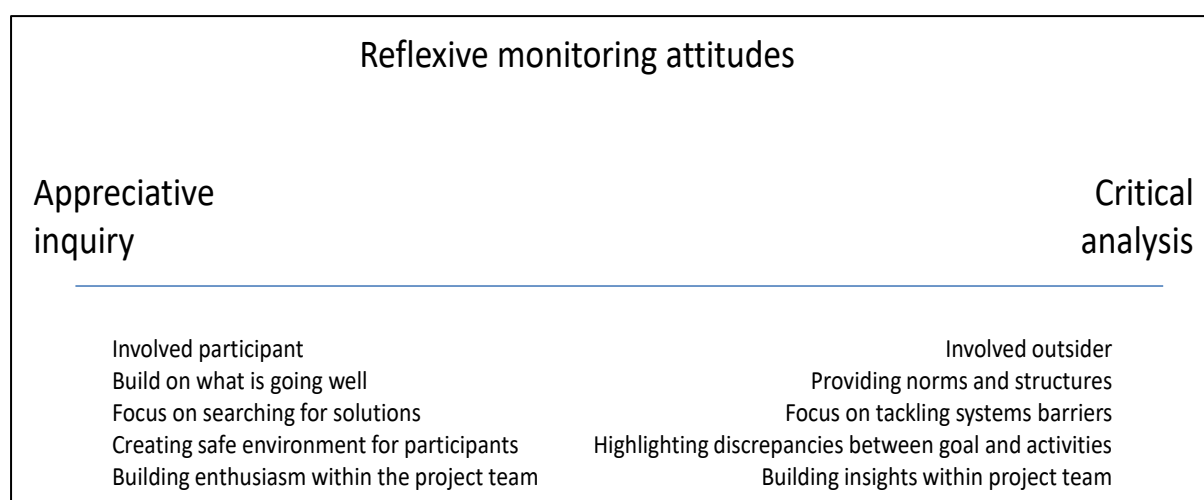 Reflexive monitoring attitudes
Appreciative
inquiry
Critical
analysis
Involved participant
Build on what is going well
Focus on searching for solutions
Creating safe environment for participants
Building enthusiasm within the project team
Involved outsider
Providing norms and structures
Focus on tackling systems barriers
Highlighting discrepancies between goal and activities
Building insights within project team